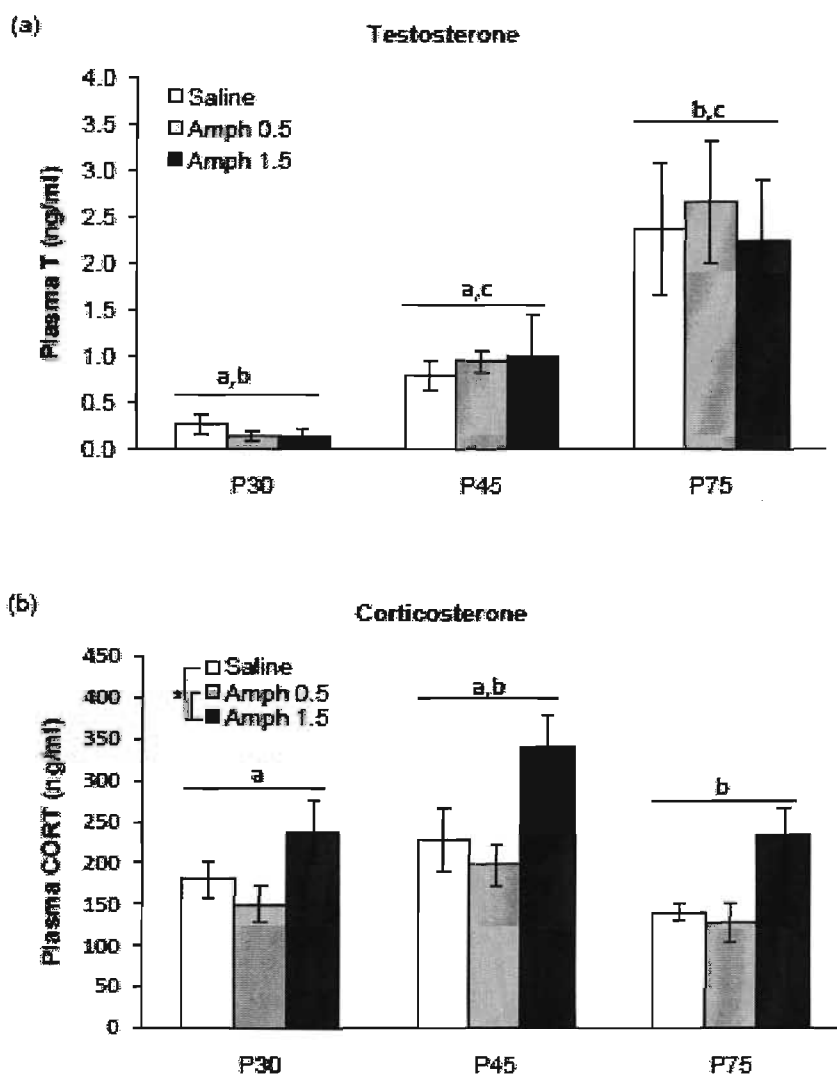 (a)
Testosterone
Plasma T (ng/ml)
4.0
3.5
3.0
2.5
2.0
1.5
1.0
0.5
0.0
Saline
Amph 0.5
Amph 1.5
a,b
a,c
b,c
P30 P45 P75
(b)
Corticosterone
Plasma CORT (ng/ml)
450
400
350
300
250
200
150
100
50
0
Saline
* Amph 0.5
Amph 1.5
a
a,b
b
P30 P45 P75